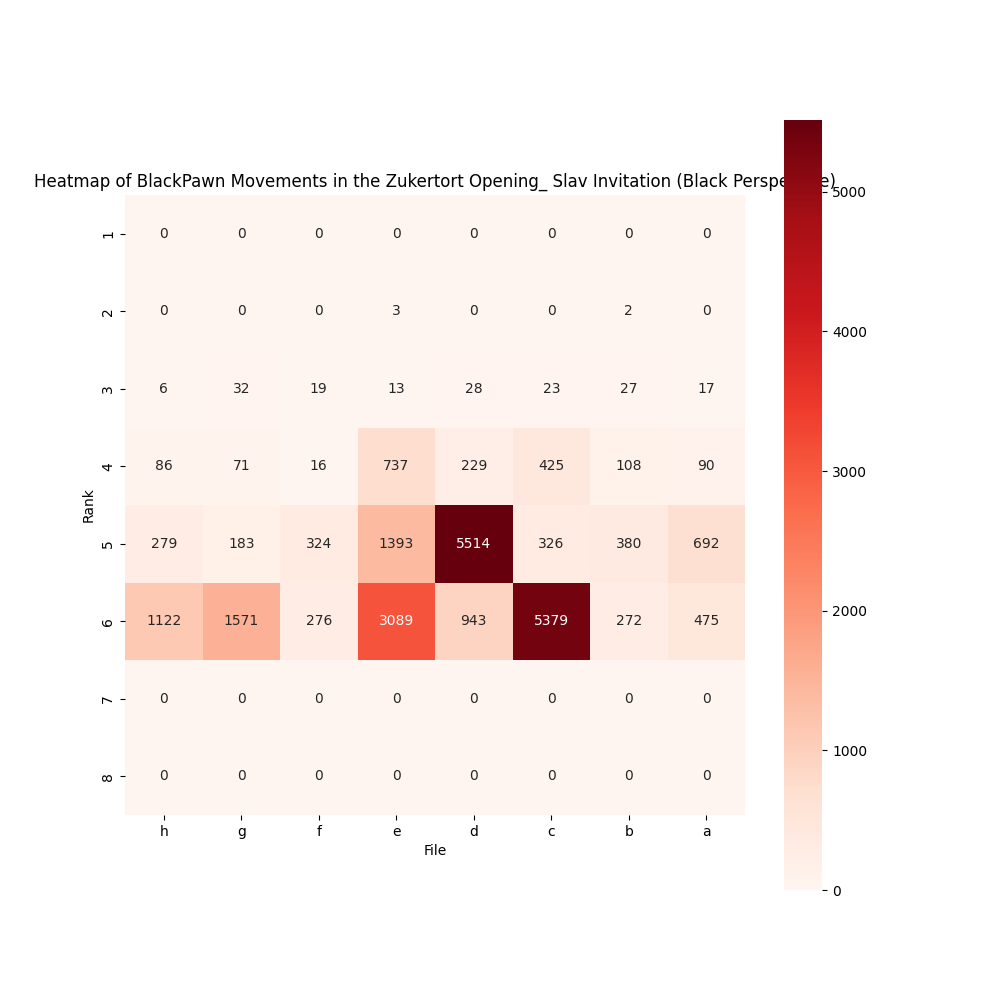 Heatmap of BlackPawn Movements in the Zukertort Opening_ Slav Invitation (Black Perspe e)
5000
1 0 0 0 0 0 0 0 0
2 0 0 0 3 0 0 2 0
4000
3 6 32 19 13 28 23 27 17
4 86 71 16 737 229 425 108 90
3000
Rank
5 279 183 324 1393 5514 326 380 692
2000
6 1122 1571 276 3089 943 5379 272 475
7 0 0 0 0 0 0 0 0
1000
8 0 0 0 0 0 0 0 0
h g f e d c b a
File
0